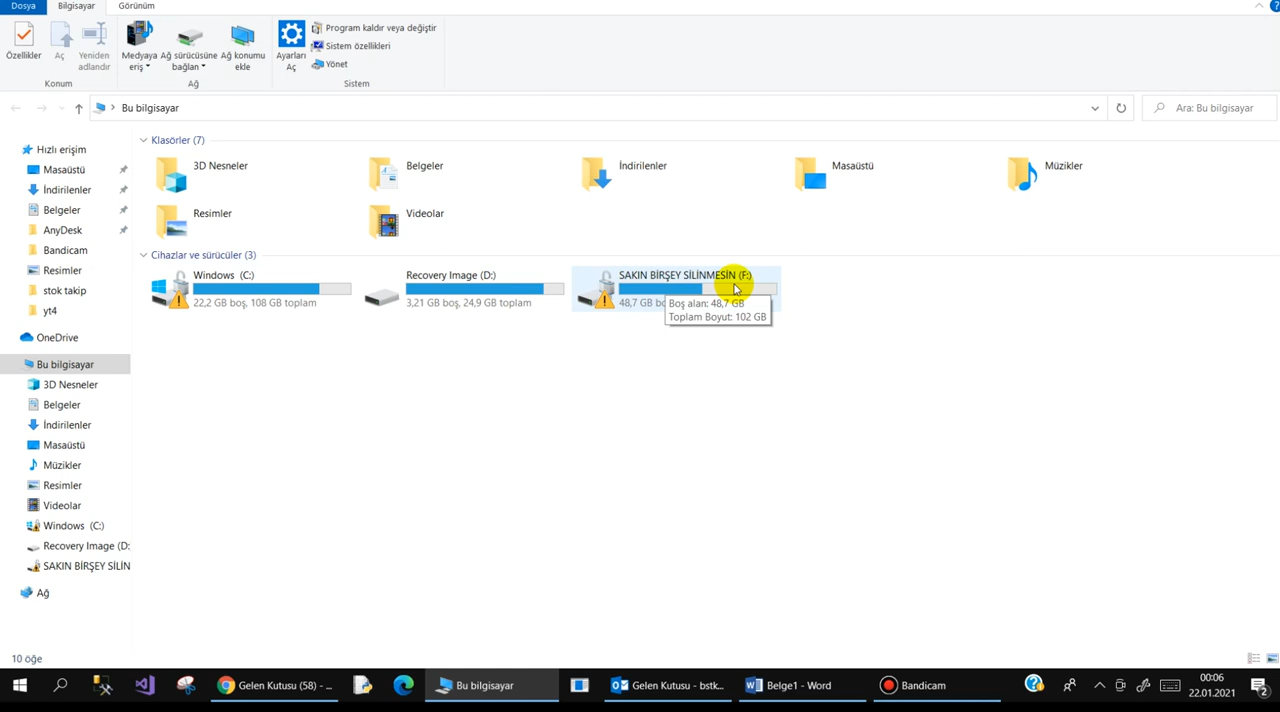 Dosya Bilgisayar Görünüm
Özellikler
Aç
Yeniden
adlandır
Medyaya
eriş
Ağ sürücüsüne
bağlan
Ağ konumu
ekle
Ayarları
Aç
Program kaldır veya değiştir
Sistem özellikleri
Yönet
Konum
Ağ
Sistem
Bu bilgisayar
Ara: Bu bilgisayar
Hızlı erişim
Masaüstü
İndirilenler
Belgeler
AnyDesk
Bandicam
Resimler
stok takip
yt4
OneDrive
Bu bilgisayar
3D Nesneler
Belgeler
İndirilenler
Masaüstü
Müzikler
Resimler
Videolar
Windows (C:)
Recovery Image (D:
SAKIN BİRŞEY SİLİN
Ağ
Klasörler (7)
3D Nesneler
Belgeler
İndirilenler
Masaüstü
Müzikler
Resimler
Videolar
Cihazlar ve sürücüler (3)
Windows (C:)
22,2 GB boş, 108 GB toplam
Recovery Image (D:)
3,21 GB boş, 24,9 GB toplam
SAKIN BİRŞEY SİLİNMESİN (F:)
48,7 GB bo
Boş alan: 48,7 GB
Toplam Boyut: 102 GB
10 öğe
Gelen Kutusu (58) - ...
Bu bilgisayar
Gelen Kutusu - bstk...
Belge1 - Word
Bandicam
00:06
22.01.2021
2